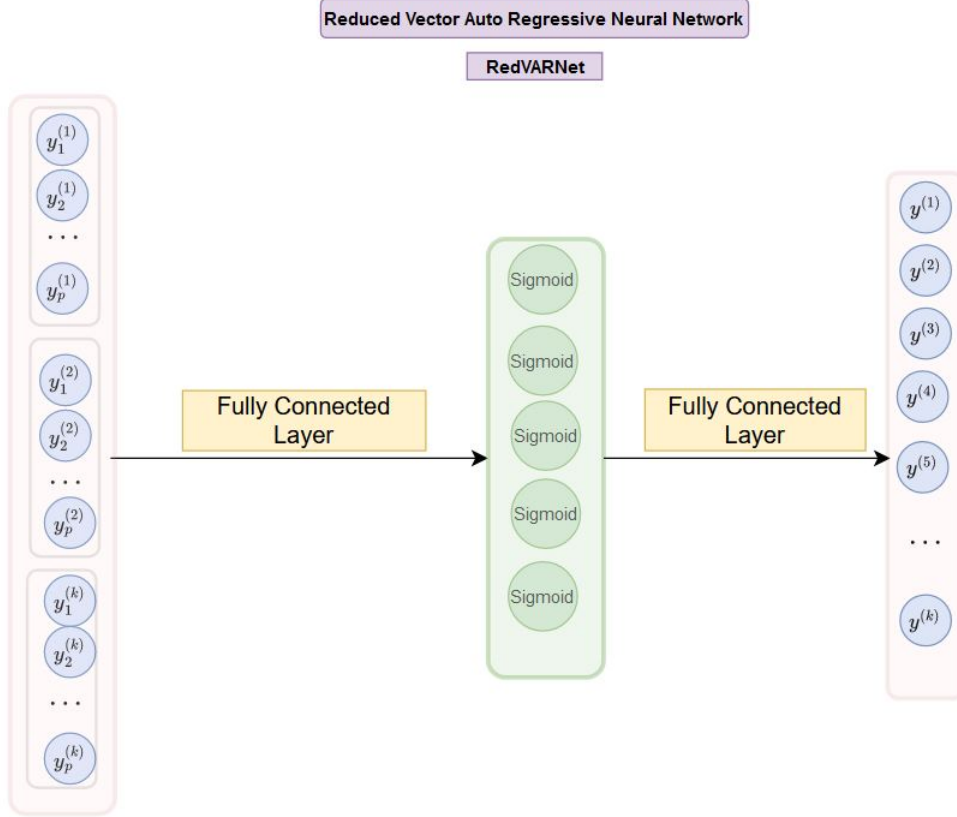 Reduced Vector Auto Regressive Neural Network
RedVARNet
y_1^{(1)}
y_2^{(1)}
...
y_p^{(1)}
y_1^{(2)}
y_2^{(2)}
...
y_p^{(2)}
y_1^{(k)}
y_2^{(k)}
...
y_p^{(k)}
Fully Connected
Layer
Sigmoid
Sigmoid
Sigmoid
Sigmoid
Sigmoid
Fully Connected
Layer
y^{(1)}
y^{(2)}
y^{(3)}
y^{(4)}
y^{(5)}
...
y^{(k)}